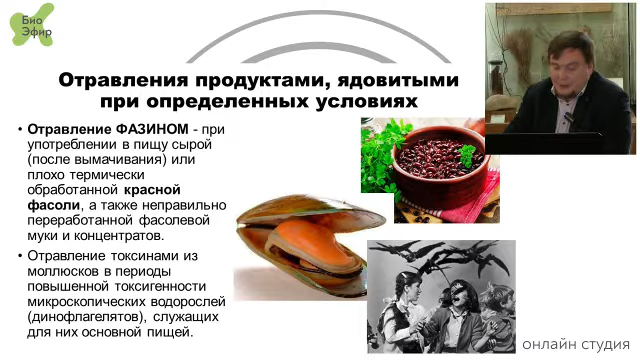 Био
Эфир
Отравления продуктами, ядовитыми
при определенных условиях
• Отравление ФАЗИНОМ - при
употреблении в пищу сырой
(после вымачивания) или
плохо термически
обработанной красной
фасоли, а также неправильно
переработанной фасолевой
муки и концентратов.
• Отравление токсинами из
моллюсков в периоды
повышенной токсигенности
микроскопических водорослей
(динофлагелятов), служащих
для них основной пищей.
онлайн студия